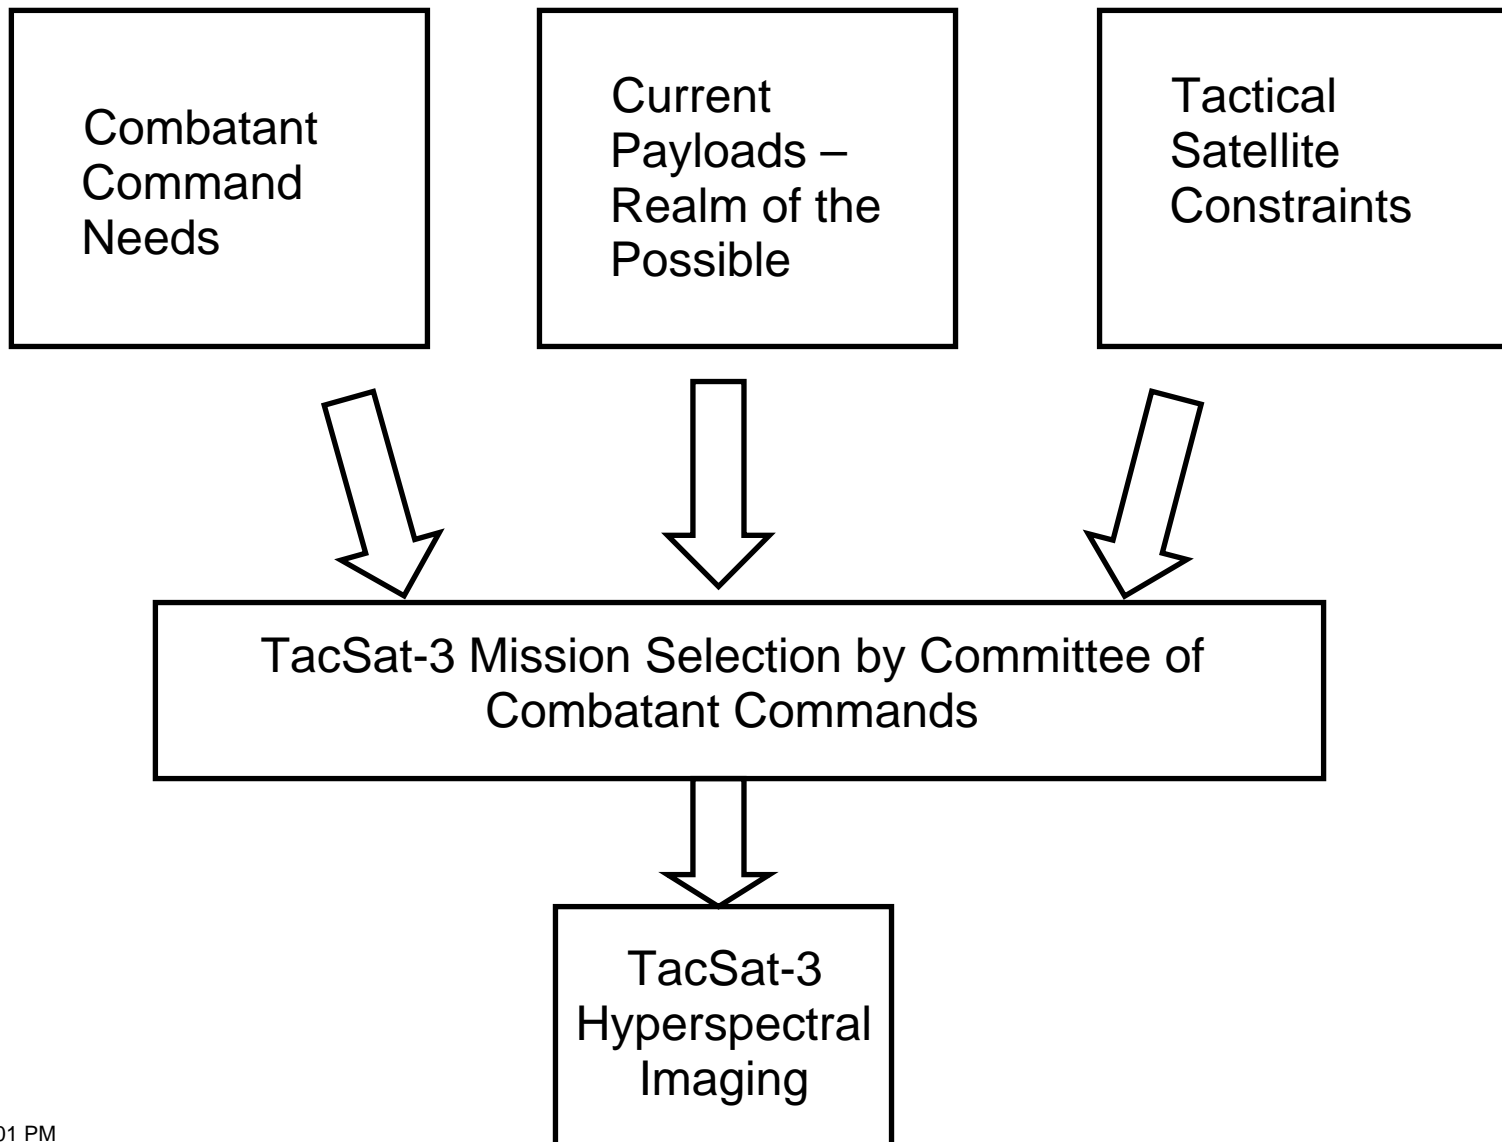 Combatant
Command
Needs
Current
Payloads –
Realm of the
Possible
Tactical
Satellite
Constraints
TacSat-3 Mission Selection by Committee of
Combatant Commands
TacSat-3
Hyperspectral
Imaging
01 PM